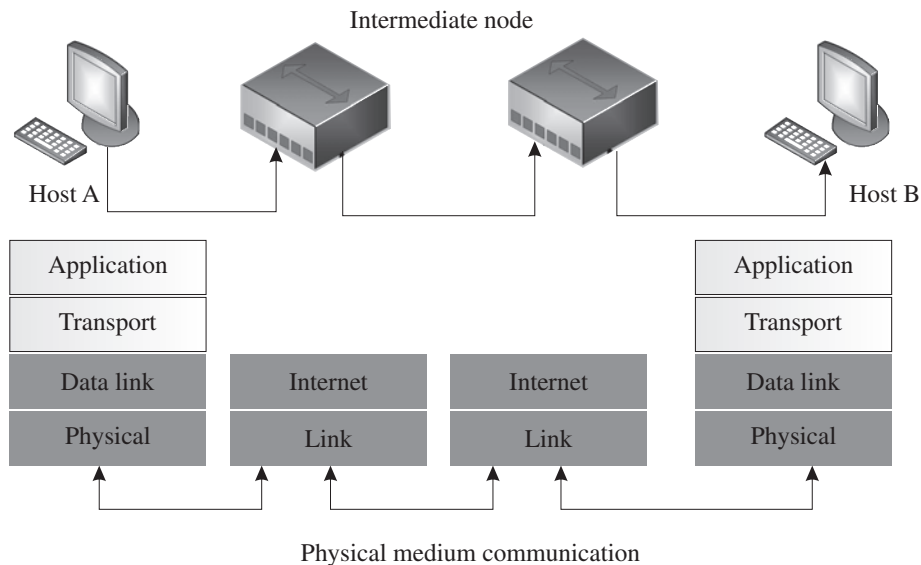 Intermediate node
Host A
Host B
Application
Application
Transport
Transport
Data link
Internet
Internet
Data link
Physical
Link
Link
Physical
Physical medium communication